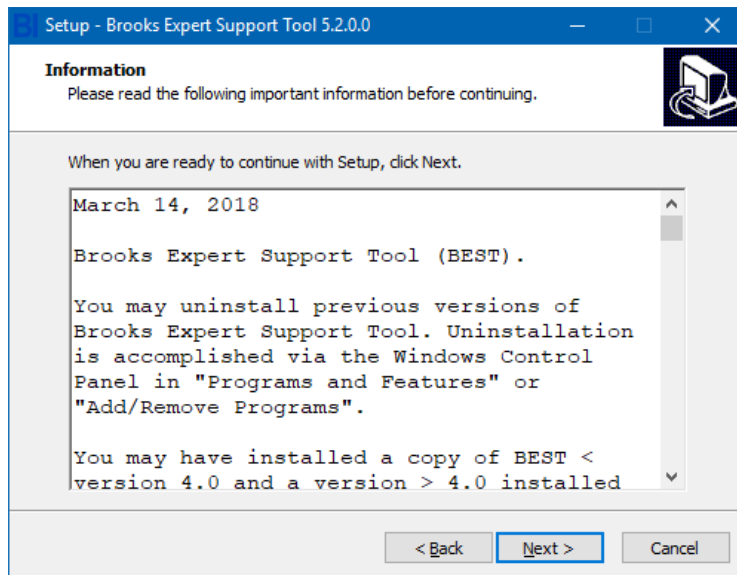 BI Setup - Brooks Expert Support Tool 5.2.0.0
Information
Please read the following important information before continuing.
When you are ready to continue with Setup, click Next.
March 14, 2018
Brooks Expert Support Tool (BEST).
You may uninstall previous versions of
Brooks Expert Support Tool. Uninstallation
is accomplished via the Windows Control
Panel in "Programs and Features" or
"Add/Remove Programs".
You may have installed a copy of BEST <
version 4.0 and a version > 4.0 installed
< Back
Next >
Cancel